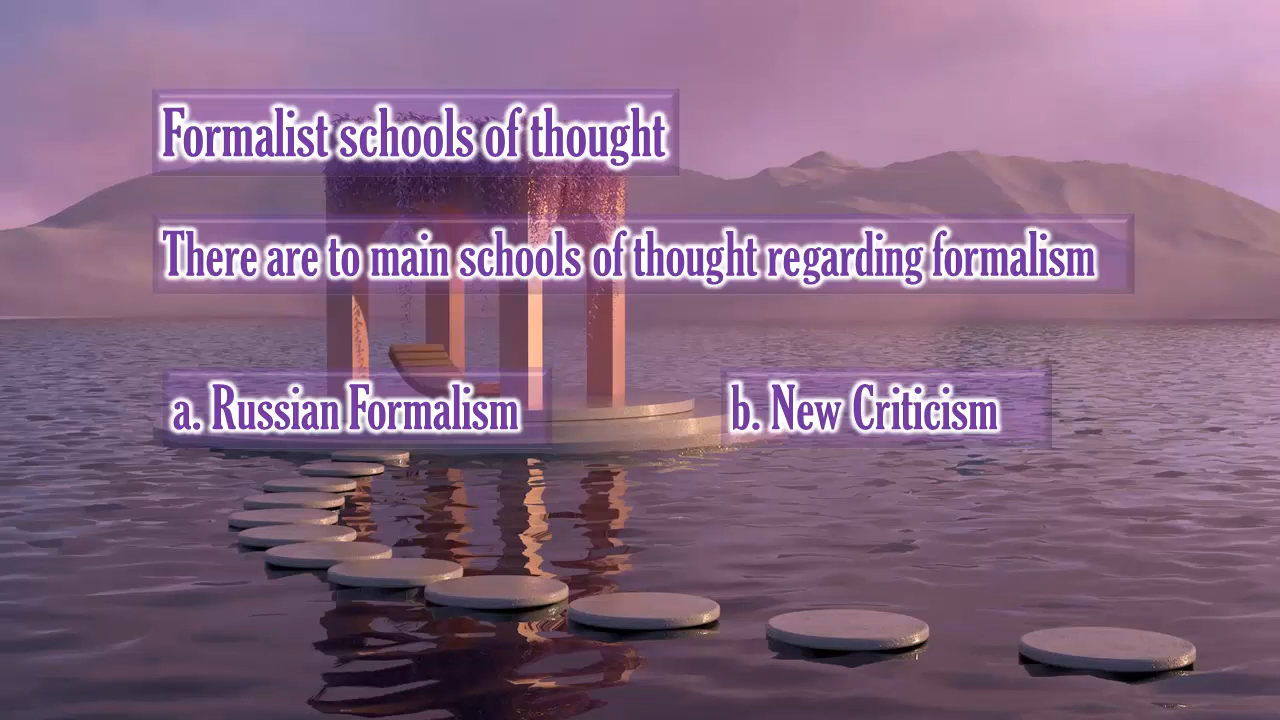 Formalist schools of thought
There are to main schools of thought regarding formalism
a. Russian Formalism
b. New Criticism